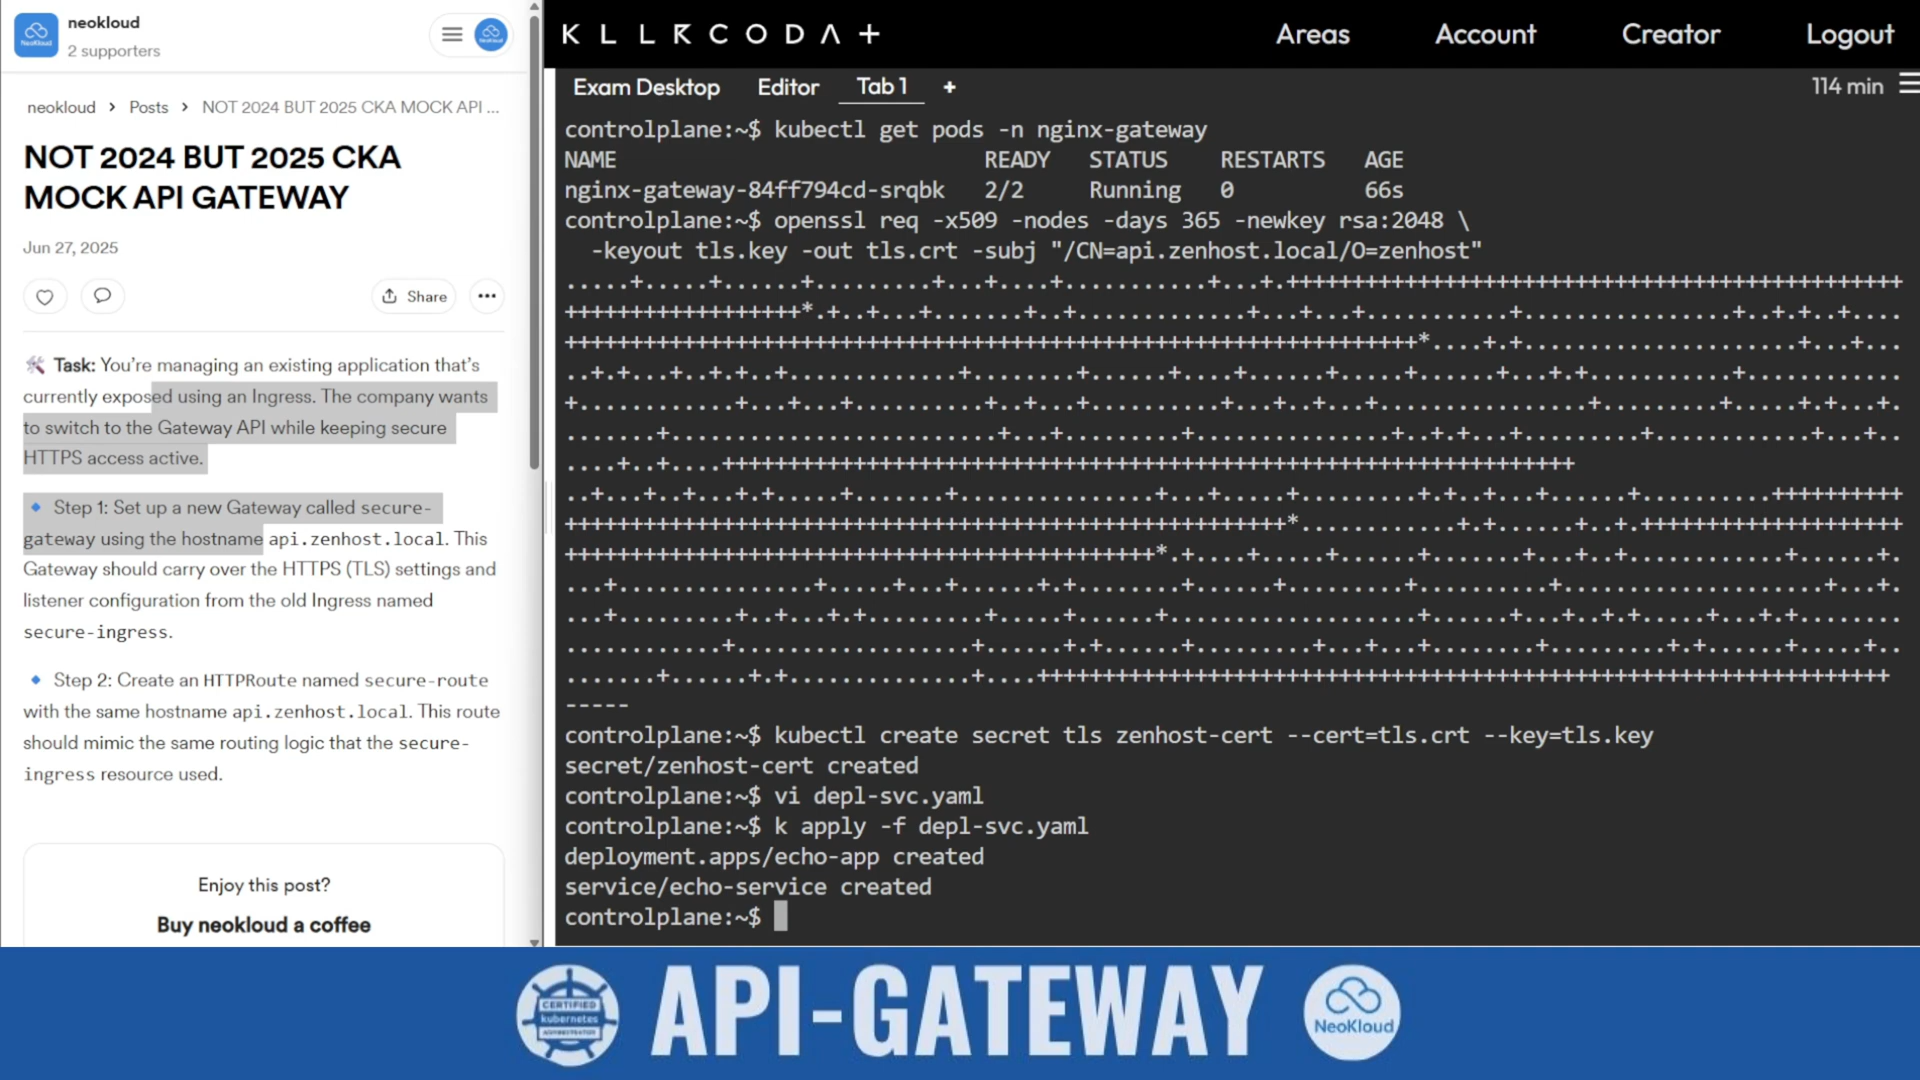 neokloud
2 supporters
neokloud > Posts > NOT 2024 BUT 2025 CKA MOCK API ...
NOT 2024 BUT 2025 CKA
MOCK API GATEWAY
Jun 27, 2025
Share
Task: You're managing an existing application that's
currently exposed using an Ingress. The company wants
to switch to the Gateway API while keeping secure
HTTPS access active.
Step 1: Set up a new Gateway called secure-
gateway using the hostname api.zenhost.local. This
Gateway should carry over the HTTPS (TLS) settings and
listener configuration from the old Ingress named
secure-ingress.
Step 2: Create an HTTPRoute named secure-route
with the same hostname api.zenhost.local. This route
should mimic the same routing logic that the secure-
ingress resource used.
Enjoy this post?
Buy neokloud a coffee
KLLRCODA+
Areas Account Creator Logout
Exam Desktop Editor Tab 1 +
114 min
controlplane:~$ kubectl get pods -n nginx-gateway
NAME READY STATUS RESTARTS AGE
nginx-gateway-84ff794cd-srqbk 2/2 Running 0 66s
controlplane:~$ openssl req -x509 -nodes -days 365 -newkey rsa:2048 \
-keyout tls.key -out tls.crt -subj "/CN=api.zenhost.local/O=zenhost"
-----
controlplane:~$ kubectl create secret tls zenhost-cert --cert=tls.crt --key=tls.key
secret/zenhost-cert created
controlplane:~$ vi depl-svc.yaml
controlplane:~$ k apply -f depl-svc.yaml
deployment.apps/echo-app created
service/echo-service created
controlplane:~$
CERTIFIED
kubernetes
ADMINISTRATOR
API-GATEWAY
NeoKloud